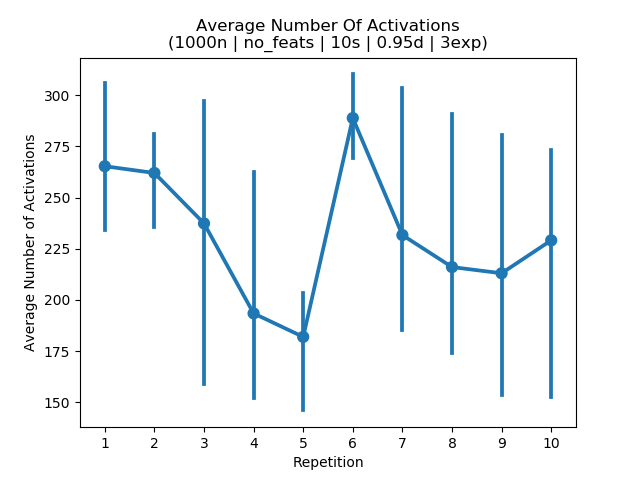 Average Number Of Activations
(1000n | no_feats | 10s | 0.95d | 3exp)
Average Number of Activations
300
275
250
225
200
175
150
1 2 3 4 5 6 7 8 9 10
Repetition